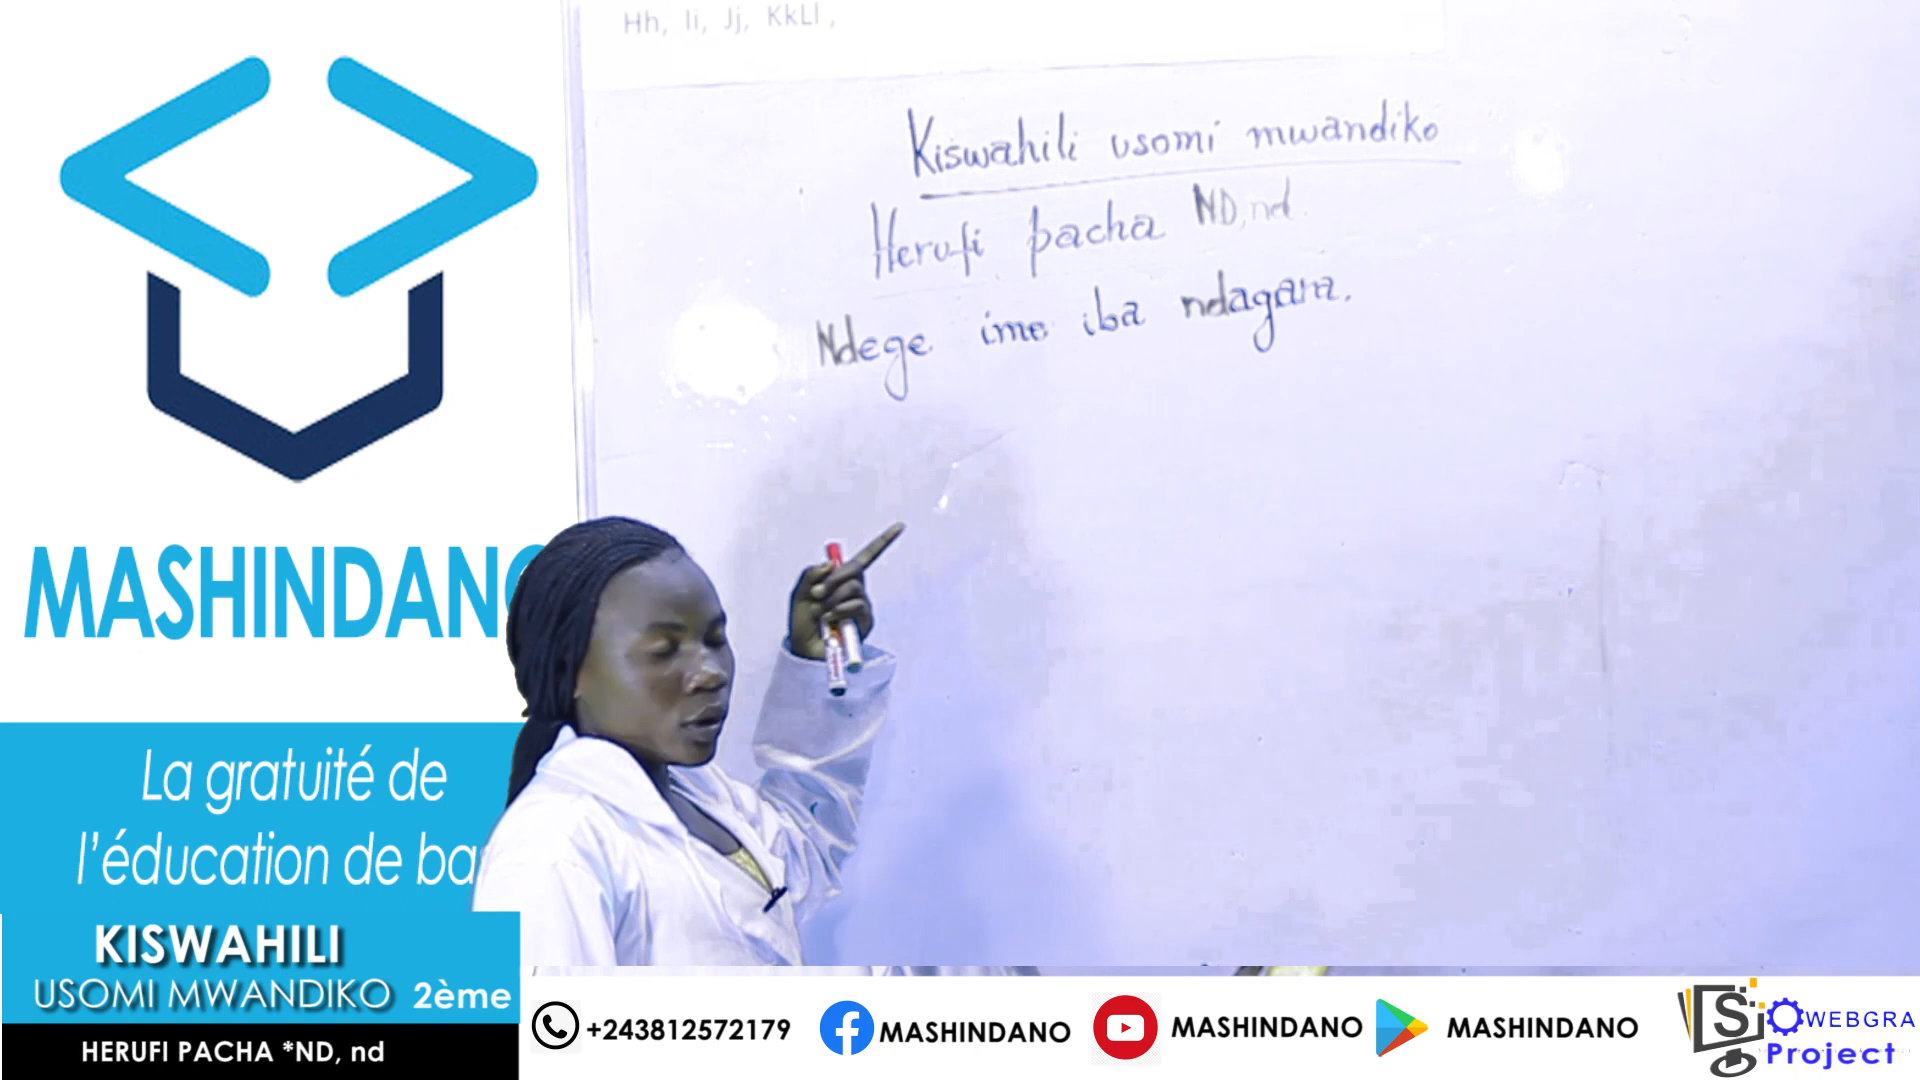 Hh, Ii, Jj, KkLl,
Kiswahili usomi mwandiko
Herufi pacha ND, nd.
Ndege ime iba ndagara.
MASHINDANO
La gratuité de
l'éducation de ba
KISWAHILI
USOMI MWANDIKO 2ème
HERUFI PACHA *ND, nd
+243812572179
MASHINDANO
MASHINDANO
MASHINDANO
WEBGRA
Project